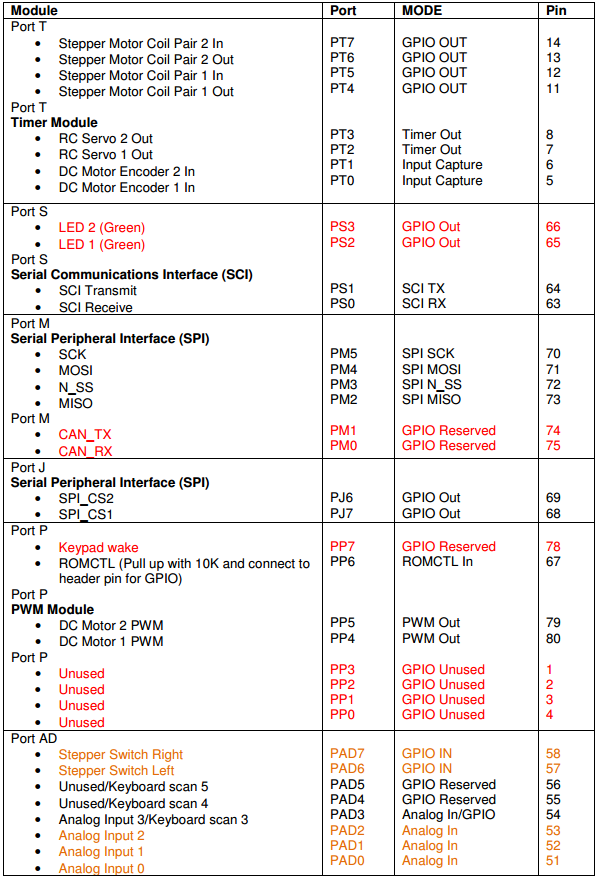 Module Port MODE Pin
Port T
• Stepper Motor Coil Pair 2 In PT7 GPIO OUT 14
• Stepper Motor Coil Pair 2 Out PT6 GPIO OUT 13
• Stepper Motor Coil Pair 1 In PT5 GPIO OUT 12
• Stepper Motor Coil Pair 1 Out PT4 GPIO OUT 11
Port T
Timer Module
• RC Servo 2 Out PT3 Timer Out 8
• RC Servo 1 Out PT2 Timer Out 7
• DC Motor Encoder 2 In PT1 Input Capture 6
• DC Motor Encoder 1 In PT0 Input Capture 5
Port S
• LED 2 (Green) PS3 GPIO Out 66
• LED 1 (Green) PS2 GPIO Out 65
Port S
Serial Communications Interface (SCI)
• SCI Transmit PS1 SCI TX 64
• SCI Receive PS0 SCI RX 63
Port M
Serial Peripheral Interface (SPI)
• SCK PM5 SPI SCK 70
• MOSI PM4 SPI MOSI 71
• N_SS PM3 SPI N_SS 72
• MISO PM2 SPI MISO 73
Port M
• CAN_TX PM1 GPIO Reserved 74
• CAN_RX PM0 GPIO Reserved 75
Port J
Serial Peripheral Interface (SPI)
• SPI_CS2 PJ6 GPIO Out 69
• SPI_CS1 PJ7 GPIO Out 68
Port P
• Keypad wake PP7 GPIO Reserved 78
• ROMCTL (Pull up with 10K and connect to PP6 ROMCTL In 67
header pin for GPIO)
Port P
PWM Module
• DC Motor 2 PWM PP5 PWM Out 79
• DC Motor 1 PWM PP4 PWM Out 80
Port P
• Unused PP3 GPIO Unused 1
• Unused PP2 GPIO Unused 2
• Unused PP1 GPIO Unused 3
• Unused PP0 GPIO Unused 4
Port AD
• Stepper Switch Right PAD7 GPIO IN 58
• Stepper Switch Left PAD6 GPIO IN 57
• Unused/Keyboard scan 5 PAD5 GPIO Reserved 56
• Unused/Keyboard scan 4 PAD4 GPIO Reserved 55
• Analog Input 3/Keyboard scan 3 PAD3 Analog In/GPIO 54
• Analog Input 2 PAD2 Analog In 53
• Analog Input 1 PAD1 Analog In 52
• Analog Input 0 PAD0 Analog In 51